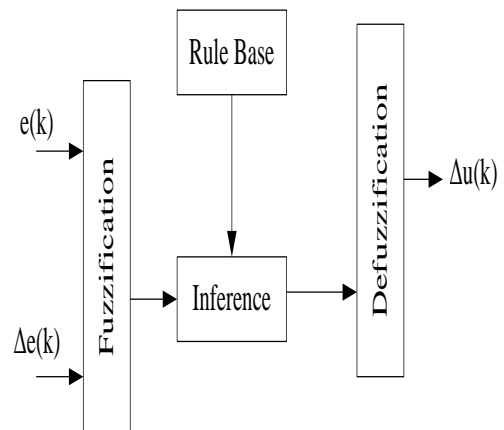 Rule Base
e(k)
Fuzzification
Δe(k)
Inference
Defuzzification
Δu(k)